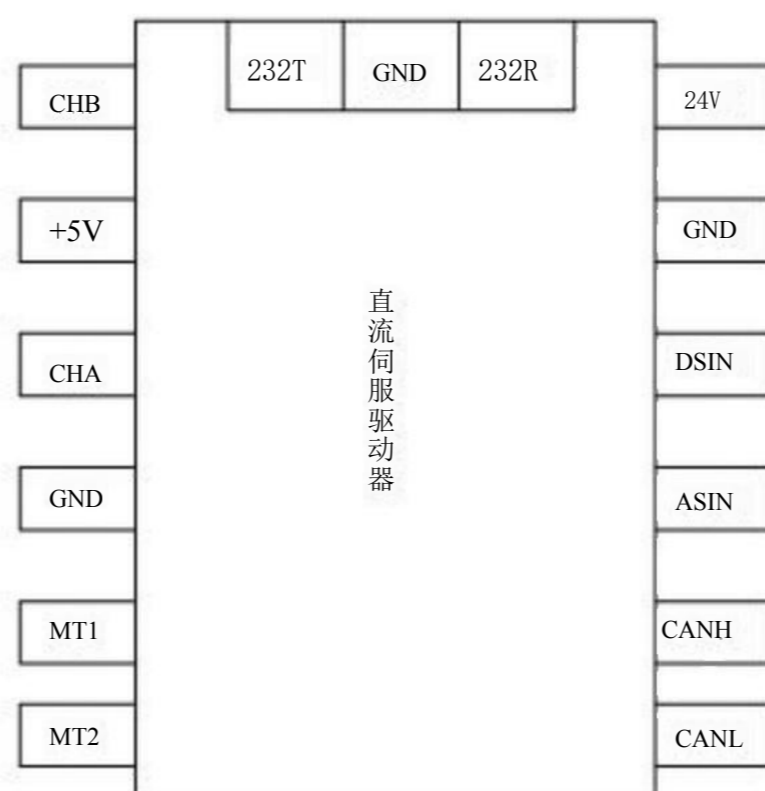 232T GND 232R
CHB
24V
+5V
GND
CHA
DSIN
直流伺服驱动器
GND
ASIN
MT1
CANH
MT2
CANL